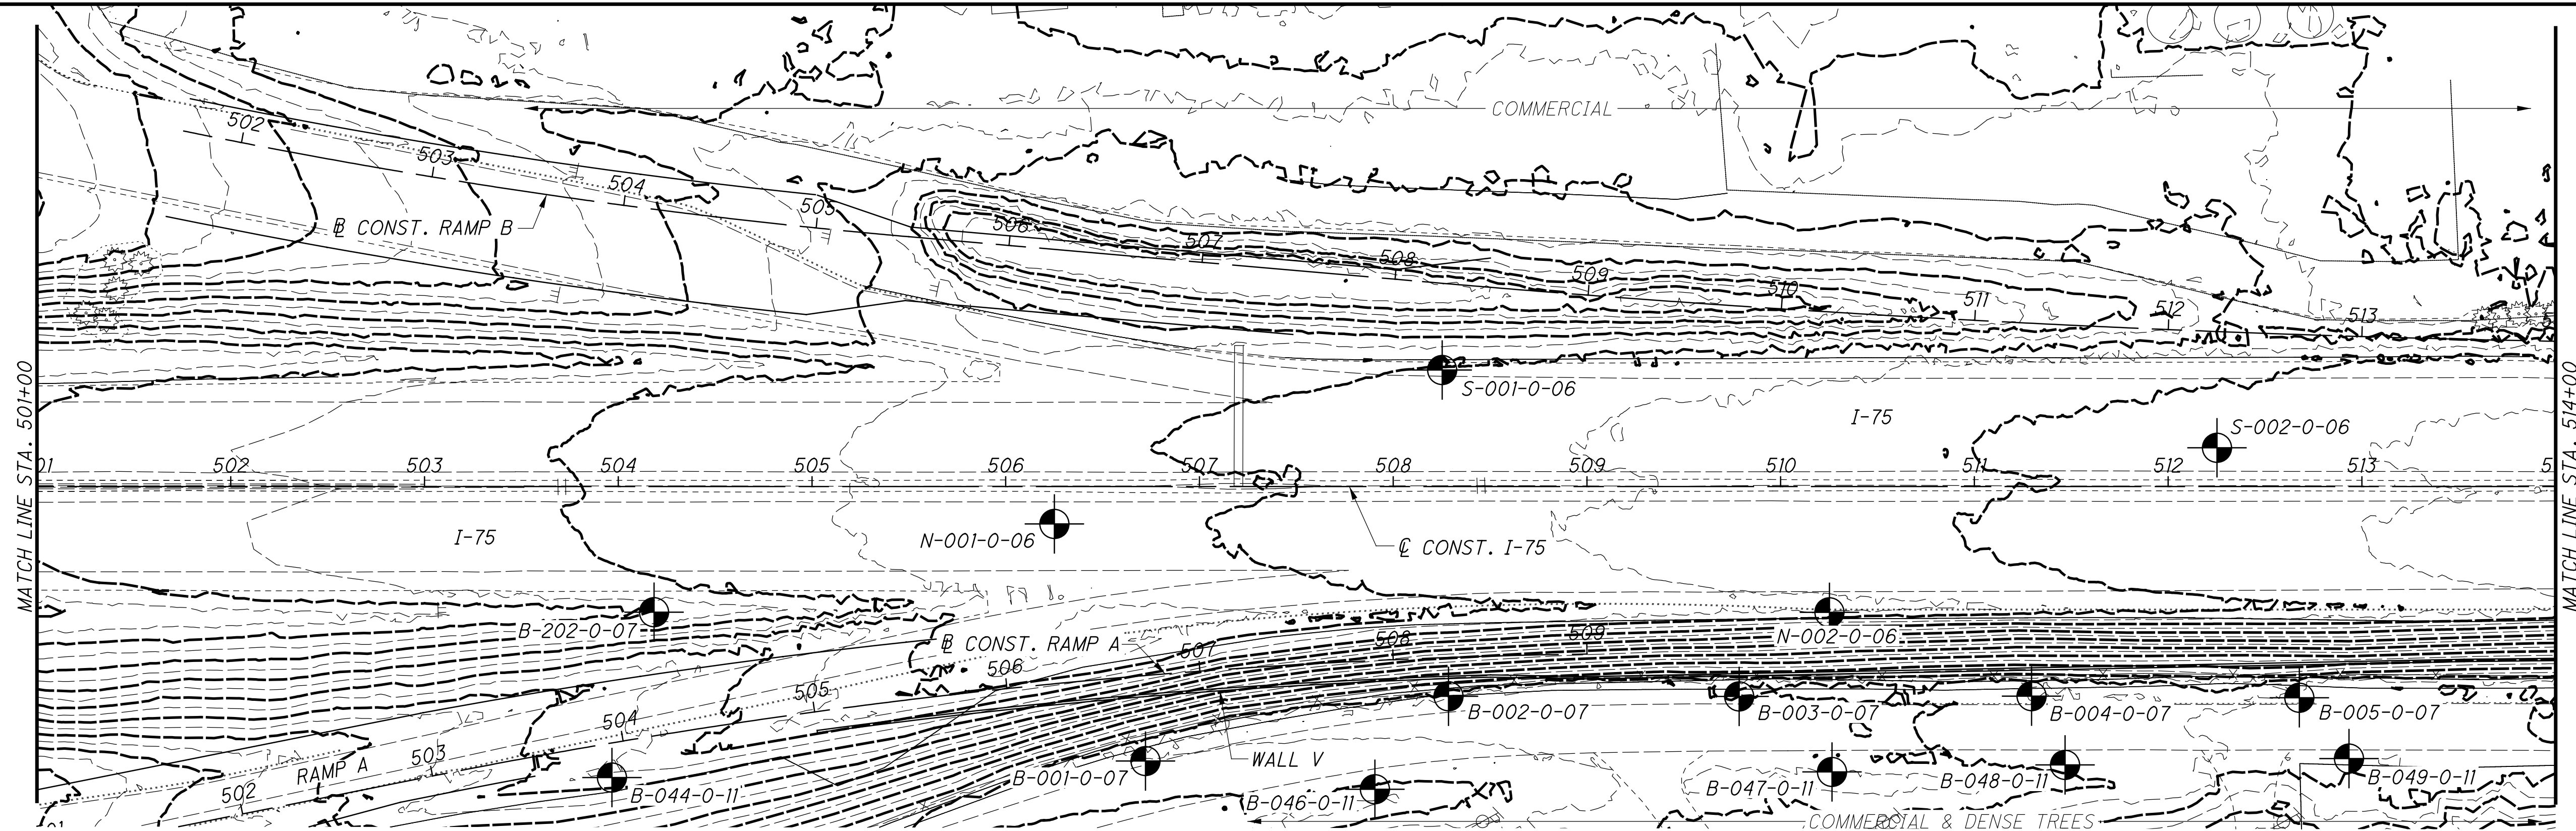 COMMERCIAL
502
503
504
505
506
507
508
509
510
511
512
513
5
℄ CONST. RAMP B
MATCH LINE STA. 501+00
MATCH LINE STA. 514+00
S-001-0-06
I-75
S-002-0-06
01
502
503
504
505
506
507
508
509
510
511
512
513
5
I-75
N-001-0-06
℄ CONST. I-75
B-202-0-07
℄ CONST. RAMP A
N-002-0-06
502
503
504
505
506
507
508
509
RAMP A
B-002-0-07
B-003-0-07
B-004-0-07
B-005-0-07
WALL V
B-001-0-07
B-044-0-11
B-046-0-11
B-047-0-11
B-048-0-11
B-049-0-11
COMMERCIAL & DENSE TREES